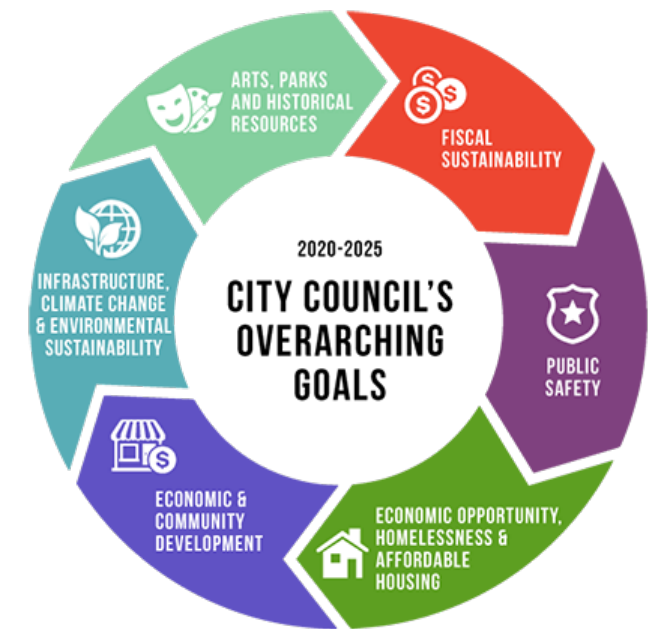 2020-2025
CITY COUNCIL'S
OVERARCHING
GOALS
FISCAL
SUSTAINABILITY
PUBLIC
SAFETY
ECONOMIC OPPORTUNITY,
HOMELESSNESS &
AFFORDABLE
HOUSING
ECONOMIC &
COMMUNITY
DEVELOPMENT
INFRASTRUCTURE,
CLIMATE CHANGE
& ENVIRONMENTAL
SUSTAINABILITY
ARTS, PARKS
AND HISTORICAL
RESOURCES